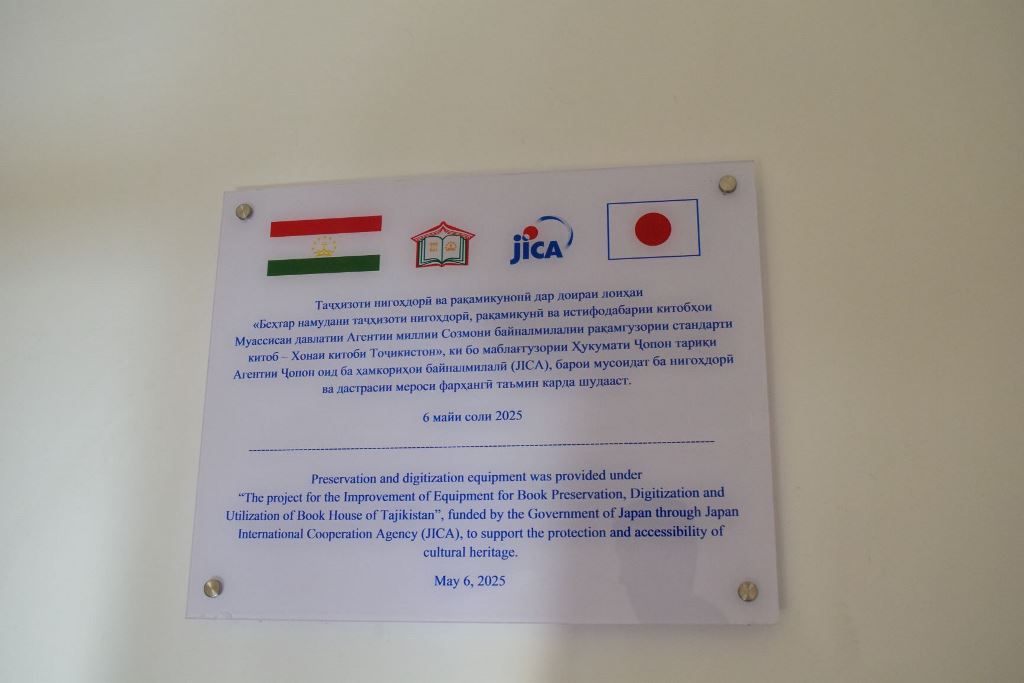 JICA
Таҷҳизоти нигоҳдорӣ ва рақамикунонӣ дар доираи лоиҳаи
«Беҳтар намудани таҷҳизоти нигоҳдорӣ, рақамикунӣ ва истифодабарии китобҳои
Муассисаи давлатии Агентии миллии Созмони байналмилалии рақамгузории стандарти
китоб – Хонаи китоби Тоҷикистон», ки бо маблағгузории Ҳукумати Ҷопон тариқи
Агентии Ҷопон оид ба ҳамкориҳои байналмилалӣ (JICA), барои мусоидат ба нигоҳдорӣ
ва дастрасии мероси фарҳангӣ таъмин карда шудааст.
6 майи соли 2025
Preservation and digitization equipment was provided under
“The project for the Improvement of Equipment for Book Preservation, Digitization and
Utilization of Book House of Tajikistan”, funded by the Government of Japan through Japan
International Cooperation Agency (JICA), to support the protection and accessibility of
cultural heritage.
May 6, 2025